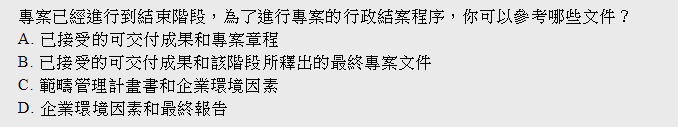 專案已經進行到結束階段，為了進行專案的行政結案程序，你可以參考哪些文件？
A. 已接受的可交付成果和專案章程
B. 已接受的可交付成果和該階段所釋出的最終專案文件
C. 範疇管理計畫書和企業環境因素
D. 企業環境因素和最終報告